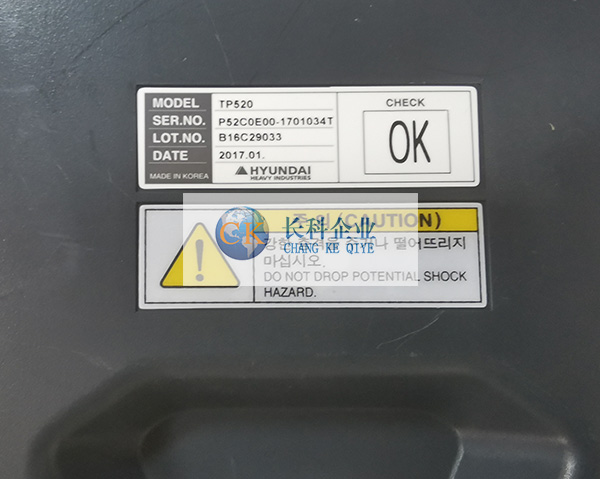 MODEL TP520
SER.NO. P52C0E00-1701034T
LOT.NO. B16C29033
DATE 2017.01.
MADE IN KOREA
HYUNDAI
HEAVY INDUSTRIES
CHECK
OK
주의(CAUTION)
떨어뜨리지
마십시오.
DO NOT DROP POTENTIAL SHOCK
HAZARD.
CK
长科企业
CHANG KE QIYE